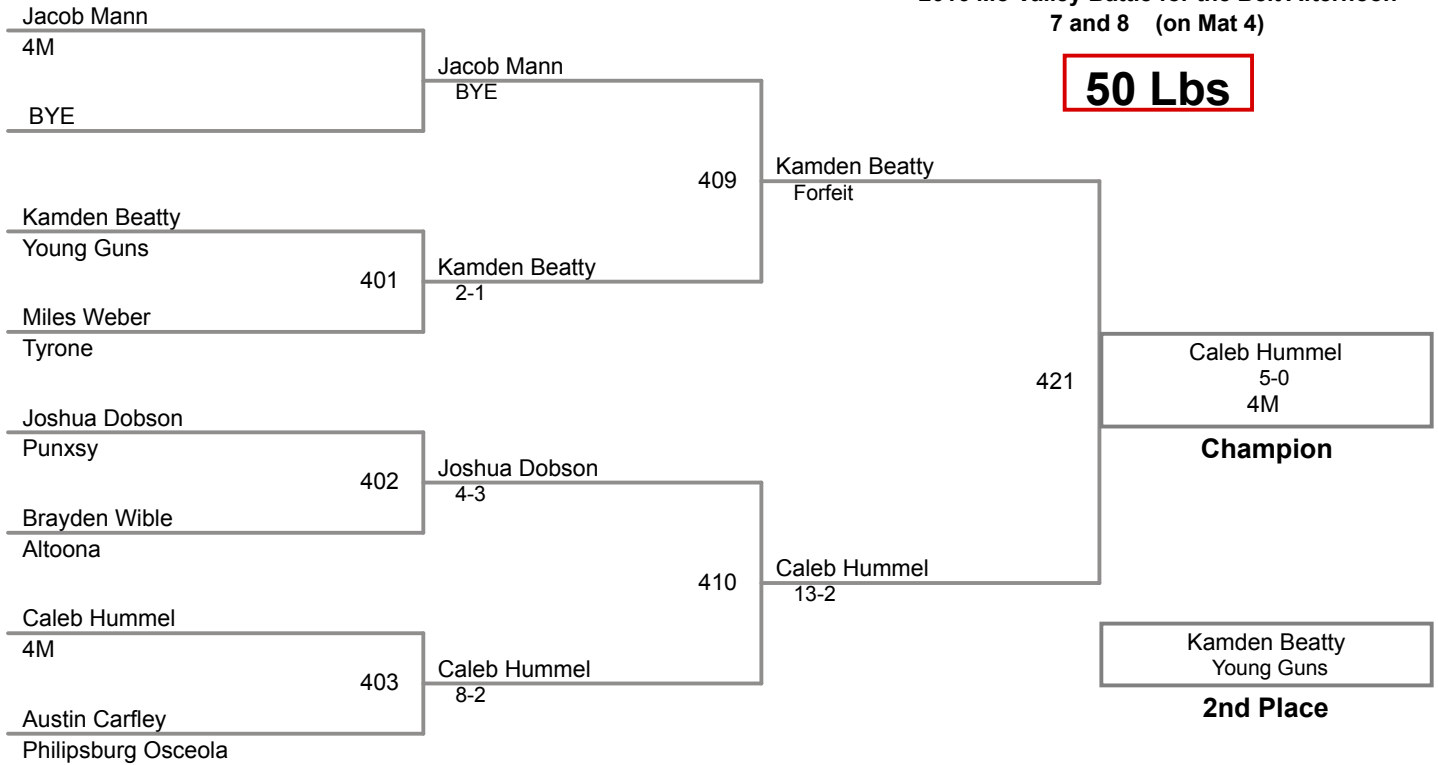 7 and 8 (on Mat 4)
50 Lbs
Jacob Mann
4M
BYE
Kamden Beatty
Young Guns
401
Miles Weber
Tyrone
Joshua Dobson
Punxsy
402
Brayden Wible
Altoona
Caleb Hummel
4M
403
Austin Carfley
Philipsburg Osceola
Jacob Mann
BYE
409
Kamden Beatty
2-1
Joshua Dobson
4-3
410
Caleb Hummel
8-2
Kamden Beatty
Forfeit
421
Caleb Hummel
13-2
Caleb Hummel
5-0
4M
Champion
Kamden Beatty
Young Guns
2nd Place